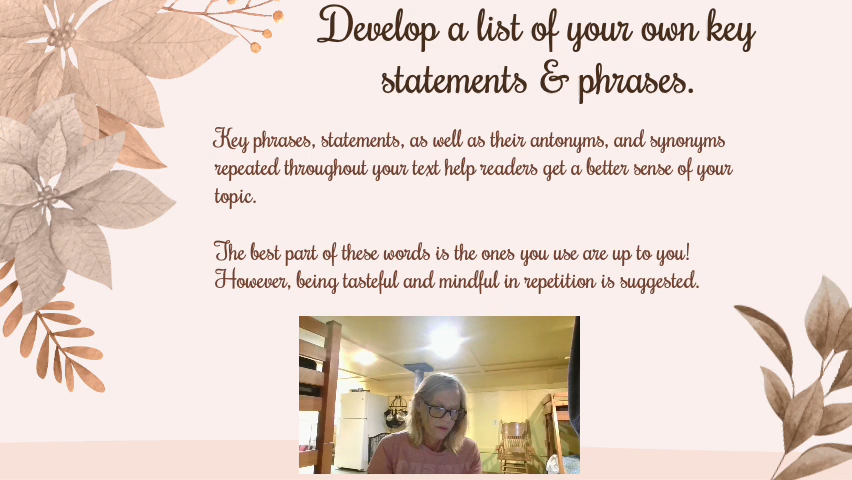 Develop a list of your own key
statements & phrases.
Key phrases, statements, as well as their antonyms, and synonyms
repeated throughout your text help readers get a better sense of your
topic.
The best part of these words is the ones you use are up to you!
However, being tasteful and mindful in repetition is suggested.